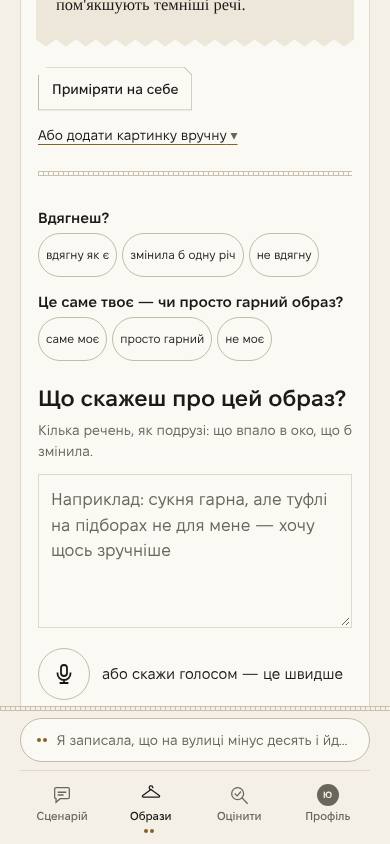 пом'якшують темніші речі.
Приміряти на себе
Або додати картинку вручну ▾
Вдягнеш?
вдягну як є
змінила б одну річ
не вдягну
Це саме твоє — чи просто гарний образ?
саме моє
просто гарний
не моє
Що скажеш про цей образ?
Кілька речень, як подрузі: що впало в око, що б
змінила.
Наприклад: сукня гарна, але туфлі
на підборах не для мене — хочу
щось зручніше
або скажи голосом — це швидше
Я записала, що на вулиці мінус десять і йд…
Сценарій
Образи
Оцінити
Ю
Профіль